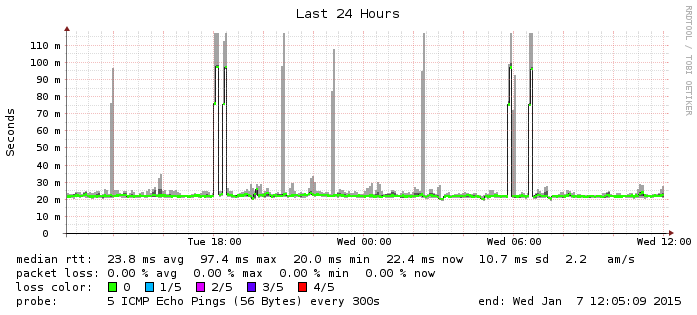 Last 24 Hours
RRDTOOL / TOBI OETIKER
Seconds
110 m
100 m
90 m
80 m
70 m
60 m
50 m
40 m
30 m
20 m
10 m
0
Tue 18:00 Wed 00:00 Wed 06:00 Wed 12:00
median rtt: 23.8 ms avg 97.4 ms max 20.0 ms min 22.4 ms now 10.7 ms sd 2.2 am/s
packet loss: 0.00 % avg 0.00 % max 0.00 % min 0.00 % now
loss color: 0 1/5 2/5 3/5 4/5
probe: 5 ICMP Echo Pings (56 Bytes) every 300s end: Wed Jan 7 12:05:09 2015